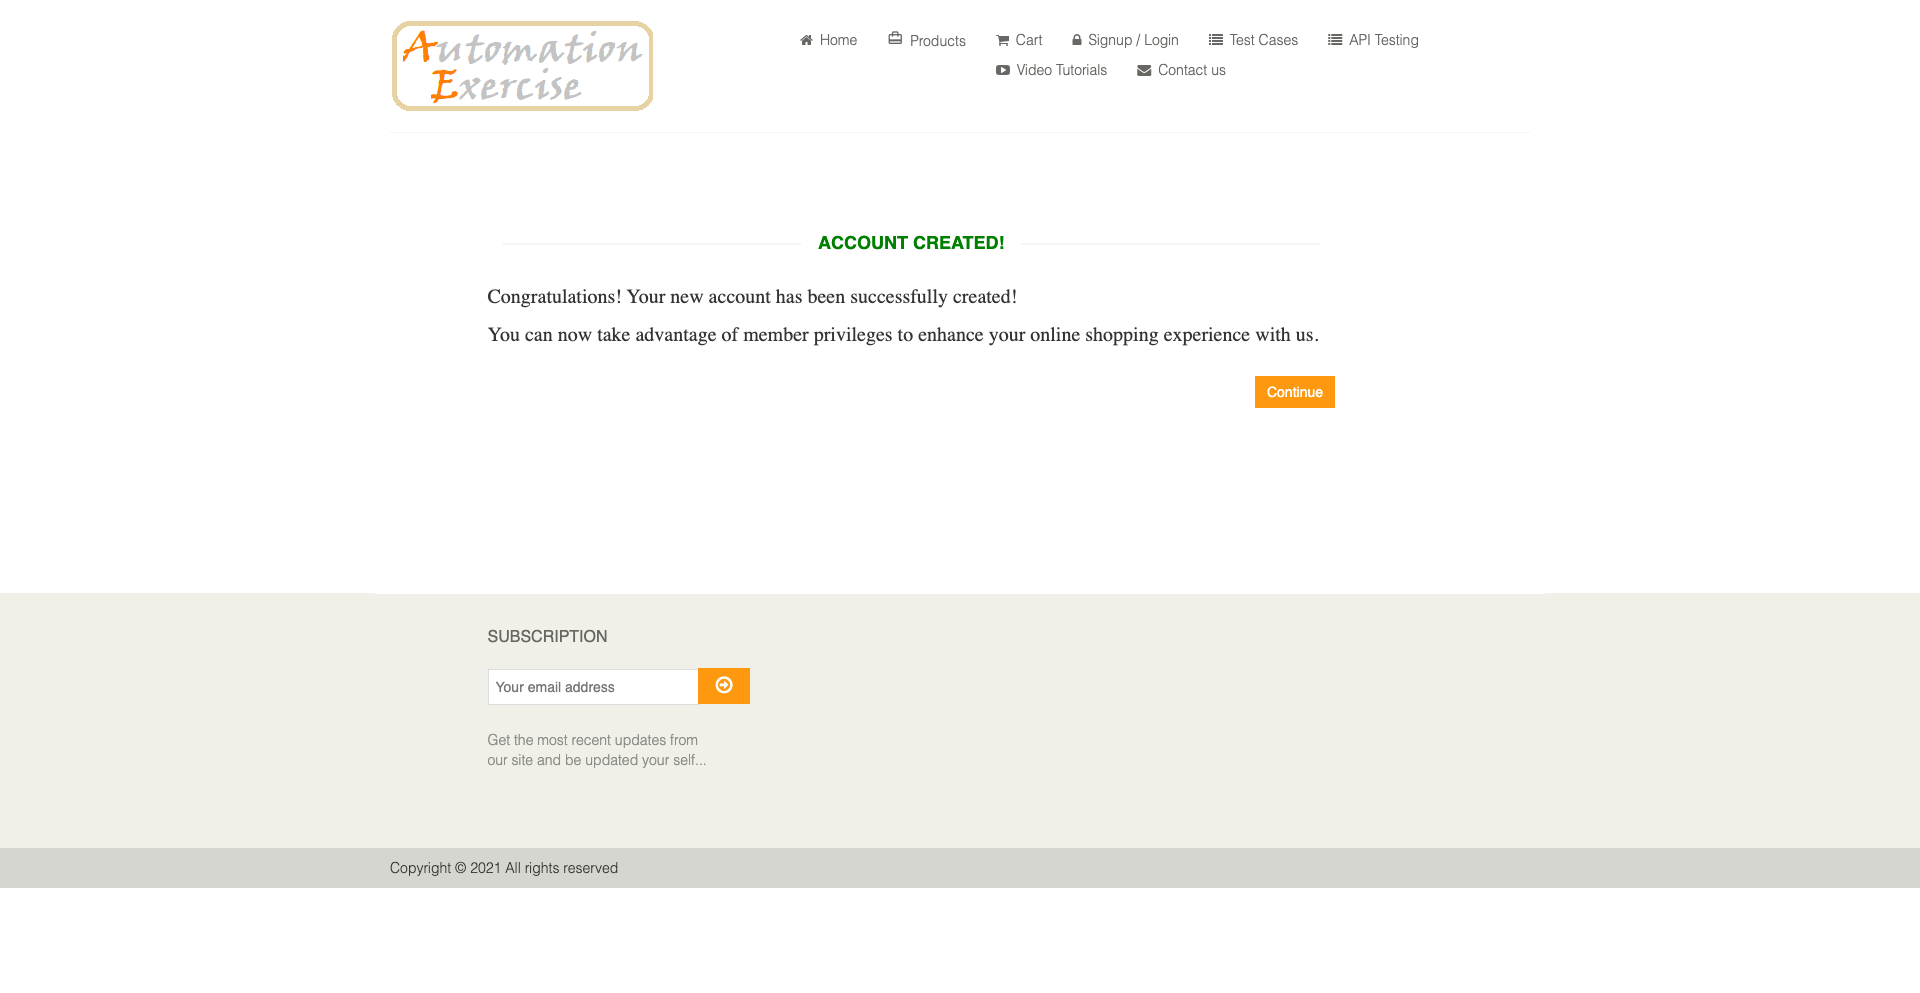 Automation
Exercise
Home
Products
Cart
Signup / Login
Test Cases
API Testing
Video Tutorials
Contact us
ACCOUNT CREATED!
Congratulations! Your new account has been successfully created!
You can now take advantage of member privileges to enhance your online shopping experience with us.
Continue
SUBSCRIPTION
Your email address
Get the most recent updates from
our site and be updated your self...
Copyright © 2021 All rights reserved